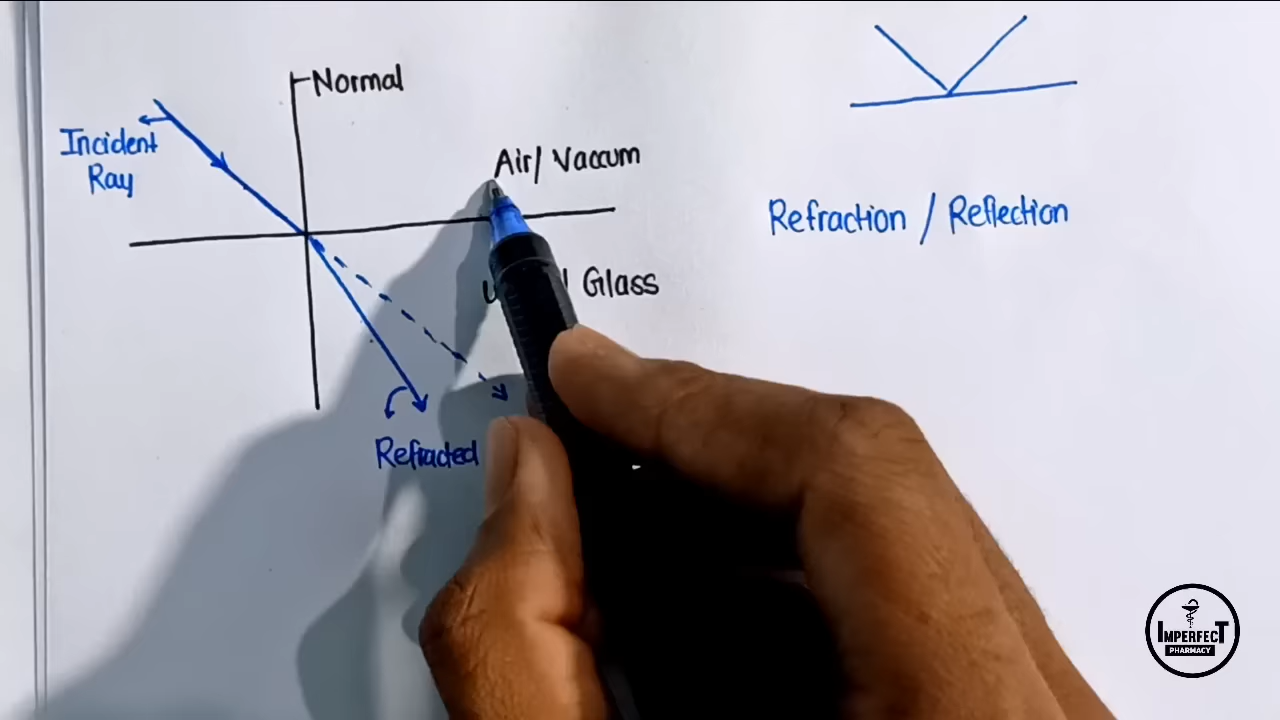 Normal
Incident
Ray
Air/ Vaccum
Glass
Refracted
Refraction / Reflection
IMPERFECT
PHARMACY